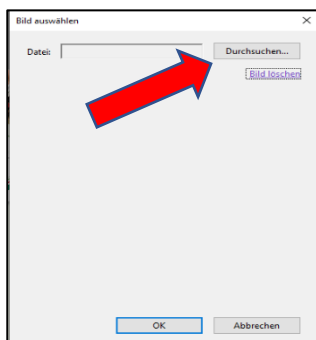 Bild auswählen
Datei: Durchsuchen...
Bild löschen
OK Abbrechen